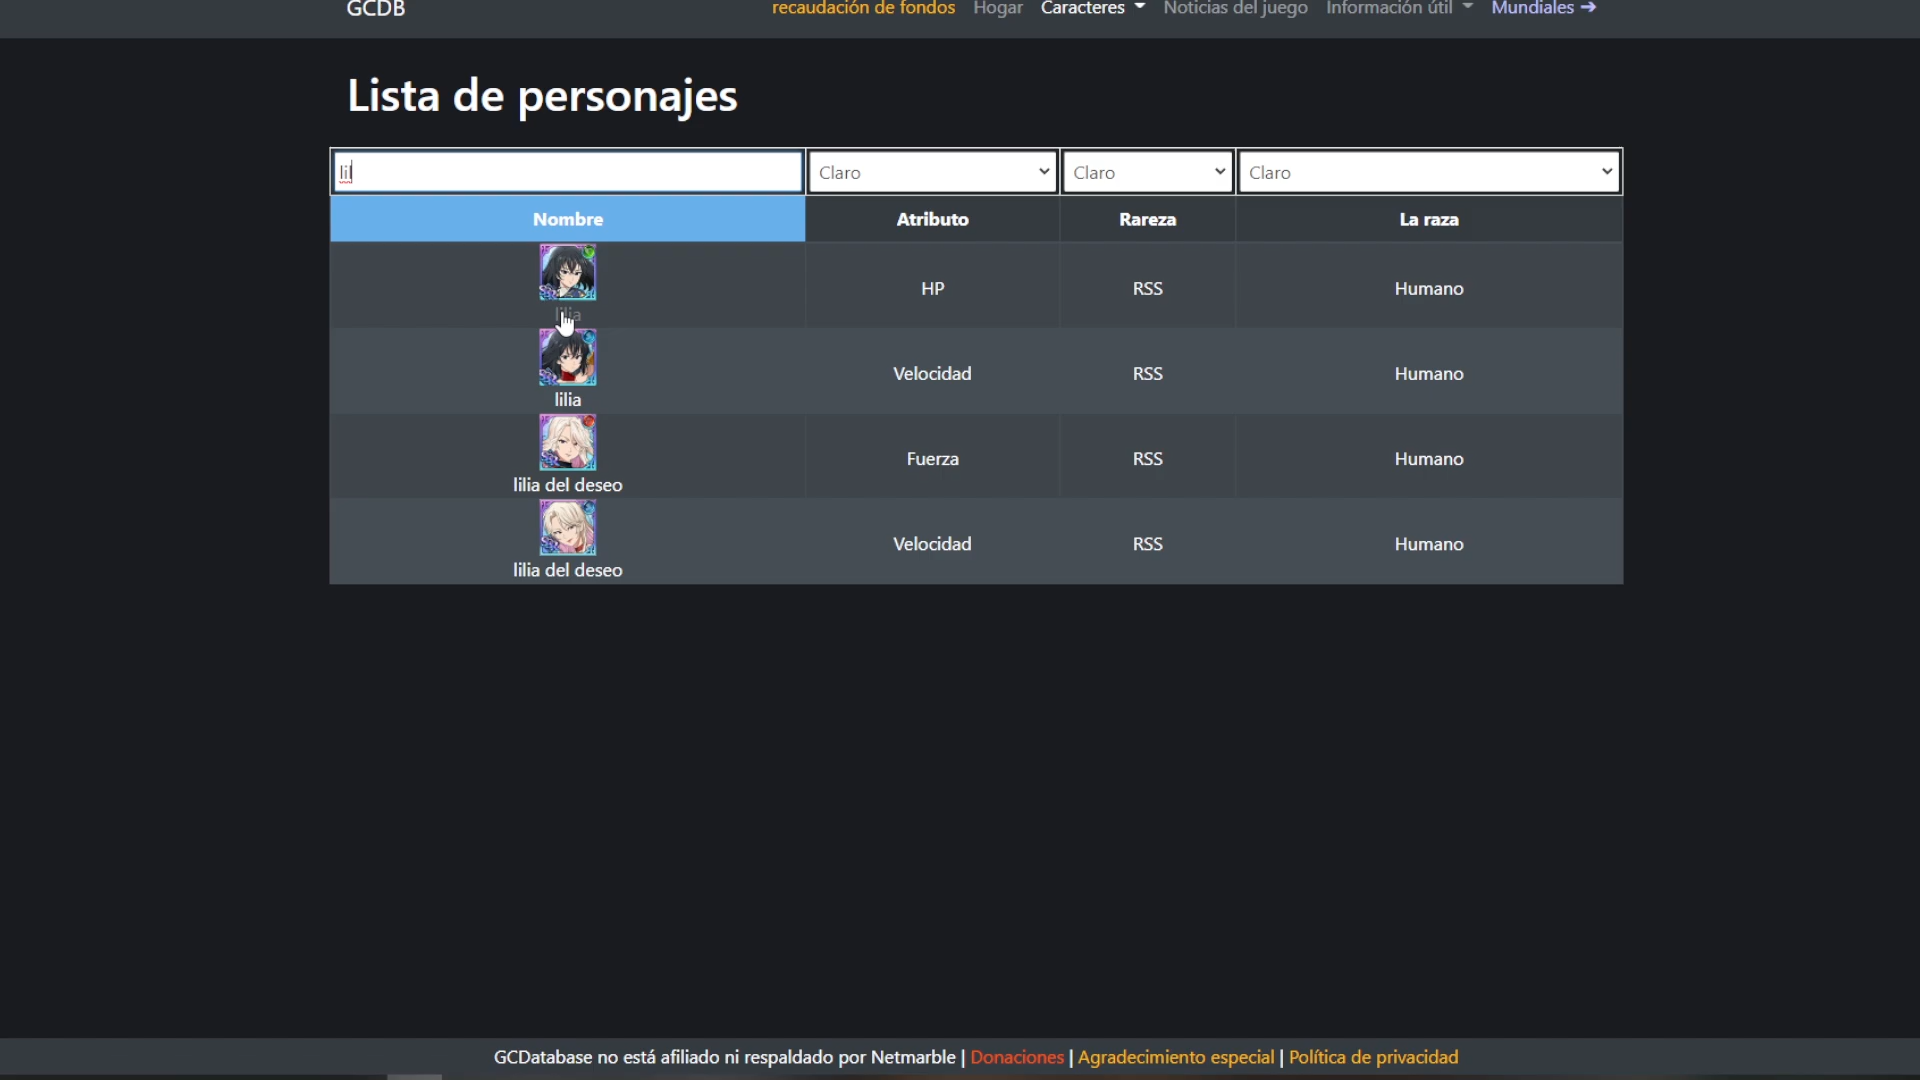 GCDB
recaudación de fondos Hogar Caracteres Noticias del juego Información útil Mundiales →
Lista de personajes
lil Claro Claro Claro
Nombre Atributo Rareza La raza
HP RSS Humano
lilia
Velocidad RSS Humano
lilia
Fuerza RSS Humano
lilia del deseo
Velocidad RSS Humano
lilia del deseo
GCDatabase no está afiliado ni respaldado por Netmarble | Donaciones | Agradecimiento especial | Política de privacidad